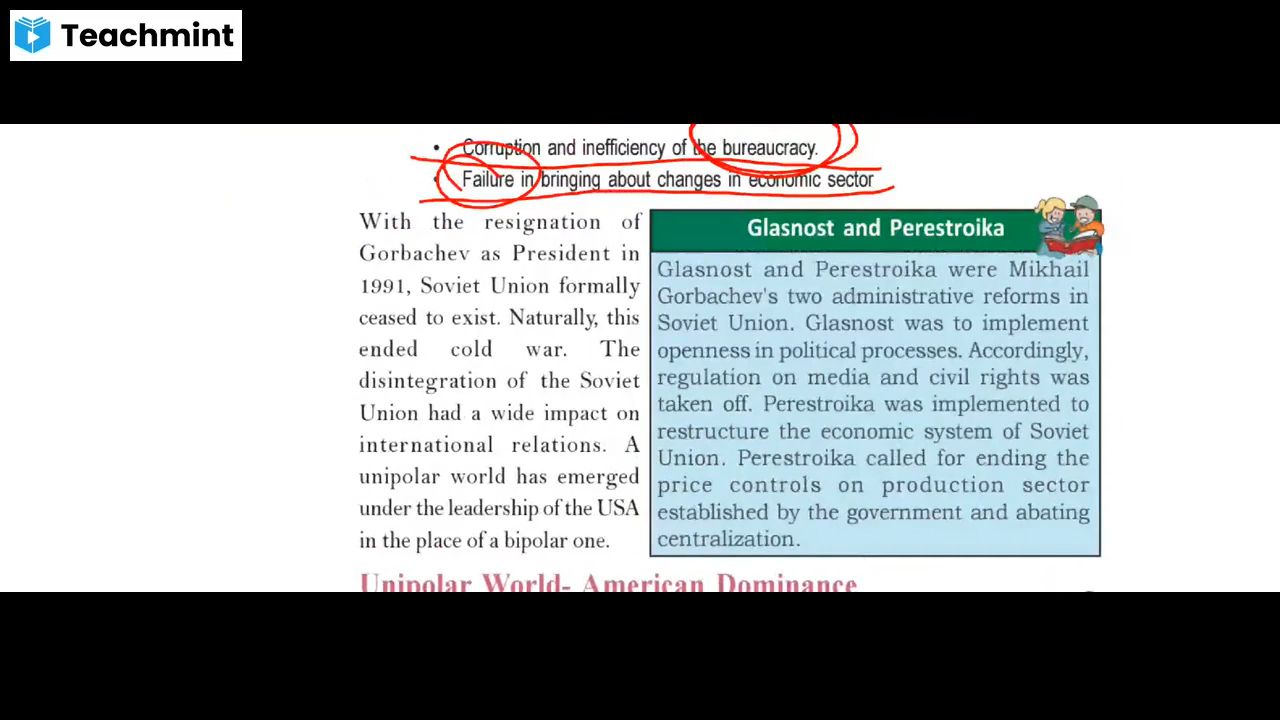 Teachmint
• Corruption and inefficiency of the bureaucracy.
• Failure in bringing about changes in economic sector
With the resignation of
Gorbachev as President in
1991, Soviet Union formally
ceased to exist. Naturally, this
ended cold war. The
disintegration of the Soviet
Union had a wide impact on
international relations. A
unipolar world has emerged
under the leadership of the USA
in the place of a bipolar one.
Glasnost and Perestroika
Glasnost and Perestroika were Mikhail
Gorbachev's two administrative reforms in
Soviet Union. Glasnost was to implement
openness in political processes. Accordingly,
regulation on media and civil rights was
taken off. Perestroika was implemented to
restructure the economic system of Soviet
Union. Perestroika called for ending the
price controls on production sector
established by the government and abating
centralization.
Unipolar World- American Dominance